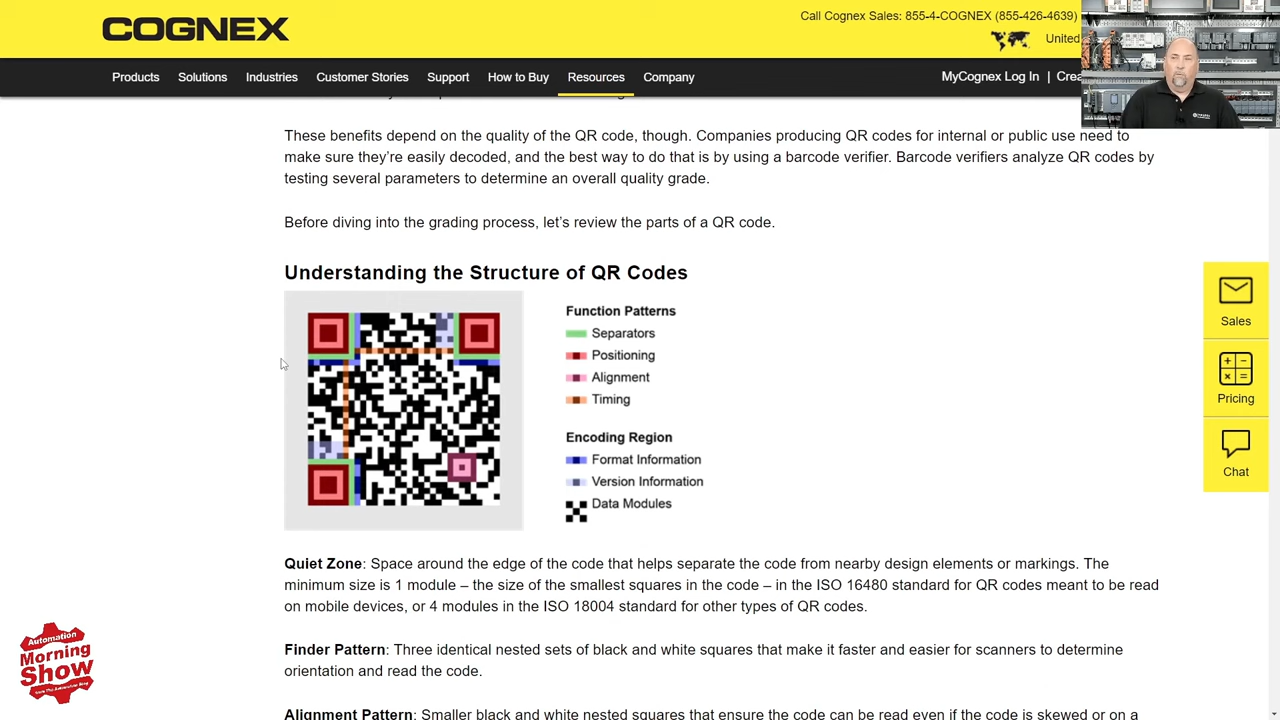 COGNEX
Call Cognex Sales: 855-4-COGNEX (855-426-4639)
United
Products Solutions Industries Customer Stories Support How to Buy Resources Company
MyCognex Log In |
These benefits depend on the quality of the QR code, though. Companies producing QR codes for internal or public use need to
make sure they're easily decoded, and the best way to do that is by using a barcode verifier. Barcode verifiers analyze QR codes by
testing several parameters to determine an overall quality grade.
Before diving into the grading process, let's review the parts of a QR code.
Understanding the Structure of QR Codes
Function Patterns
Separators
Positioning
Alignment
Timing
Encoding Region
Format Information
Version Information
Data Modules
Sales
Pricing
Chat
Quiet Zone: Space around the edge of the code that helps separate the code from nearby design elements or markings. The
minimum size is 1 module – the size of the smallest squares in the code – in the ISO 16480 standard for QR codes meant to be read
on mobile devices, or 4 modules in the ISO 18004 standard for other types of QR codes.
Finder Pattern: Three identical nested sets of black and white squares that make it faster and easier for scanners to determine
orientation and read the code.
Alignment Pattern: Smaller black and white nested squares that ensure the code can be read even if the code is skewed or on a
Automation
Morning
Show